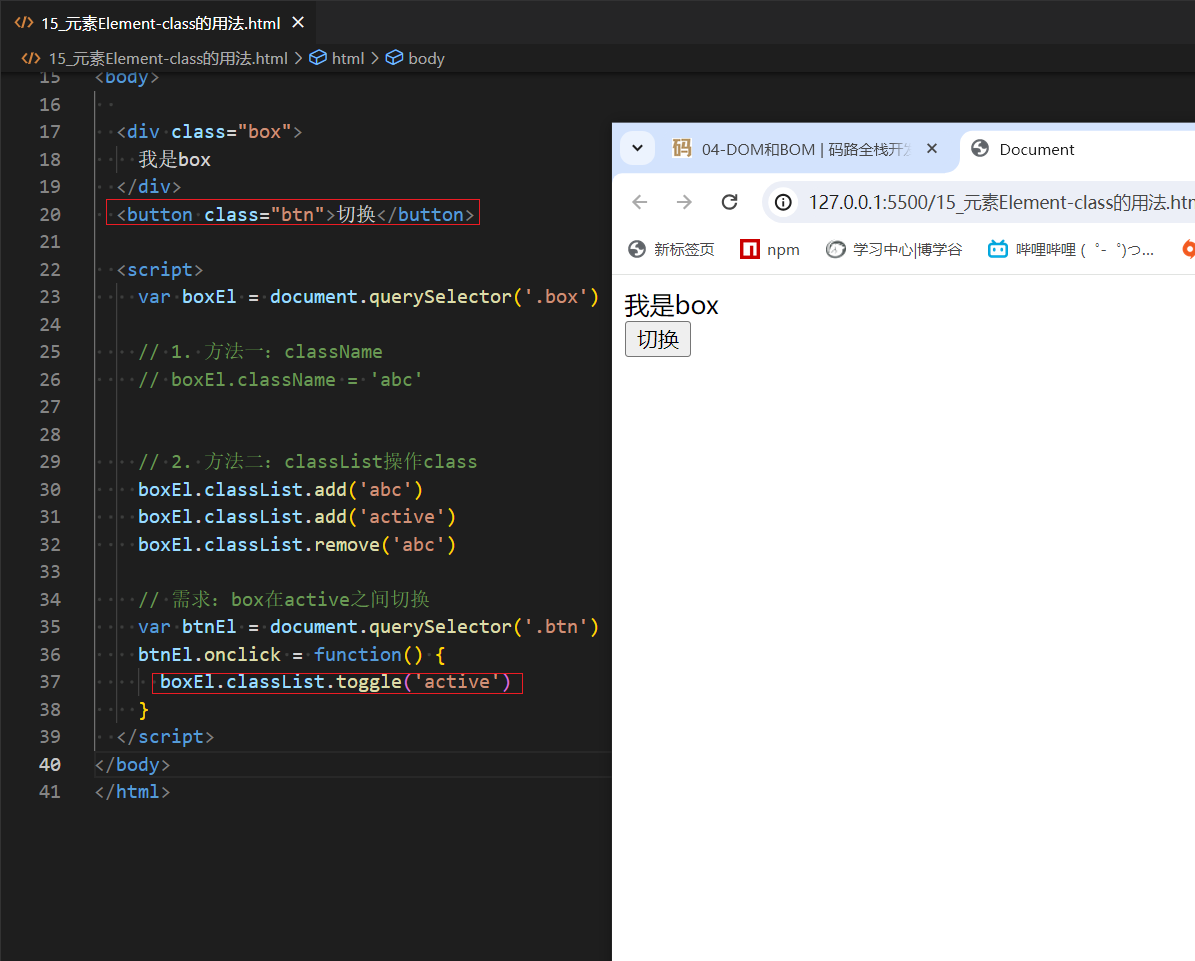 15_元素Element-class的用法.html
15_元素Element-class的用法.html > html > body
15 <body>
16
17 <div class="box">
18 我是box
19 </div>
20 <button class="btn">切换</button>
21
22 <script>
23 var boxEl = document.querySelector('.box')
24
25 // 1. 方法一：className
26 // boxEl.className = 'abc'
27
28
29 // 2. 方法二：classList操作class
30 boxEl.classList.add('abc')
31 boxEl.classList.add('active')
32 boxEl.classList.remove('abc')
33
34 // 需求：box在active之间切换
35 var btnEl = document.querySelector('.btn')
36 btnEl.onclick = function() {
37 boxEl.classList.toggle('active')
38 }
39 </script>
40 </body>
41 </html>
码 04-DOM和BOM | 码路全栈开发 Document
127.0.0.1:5500/15_元素Element-class的用法.htm
新标签页 npm 学习中心|博学谷 哔哩哔哩 ( ゜- ゜)つ...
我是box
切换